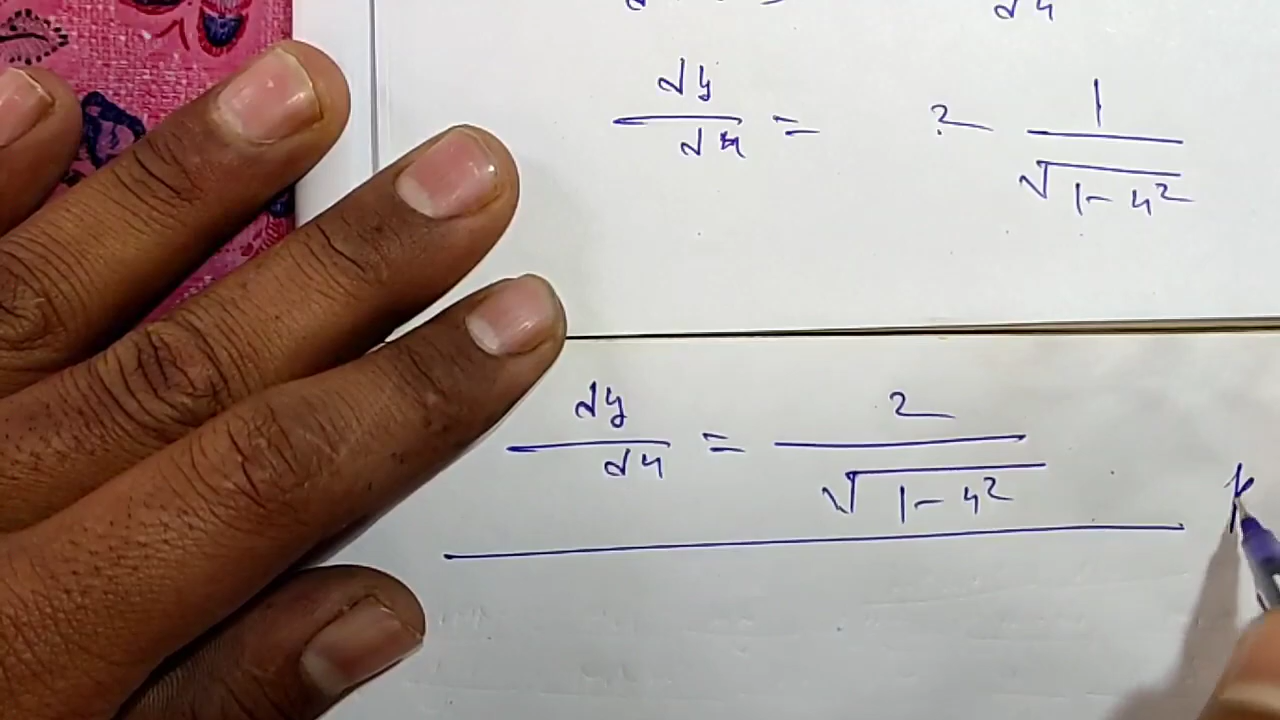 dy/dx = 2 1/√(1-x²)
dy/dx = 2/√(1-x²)